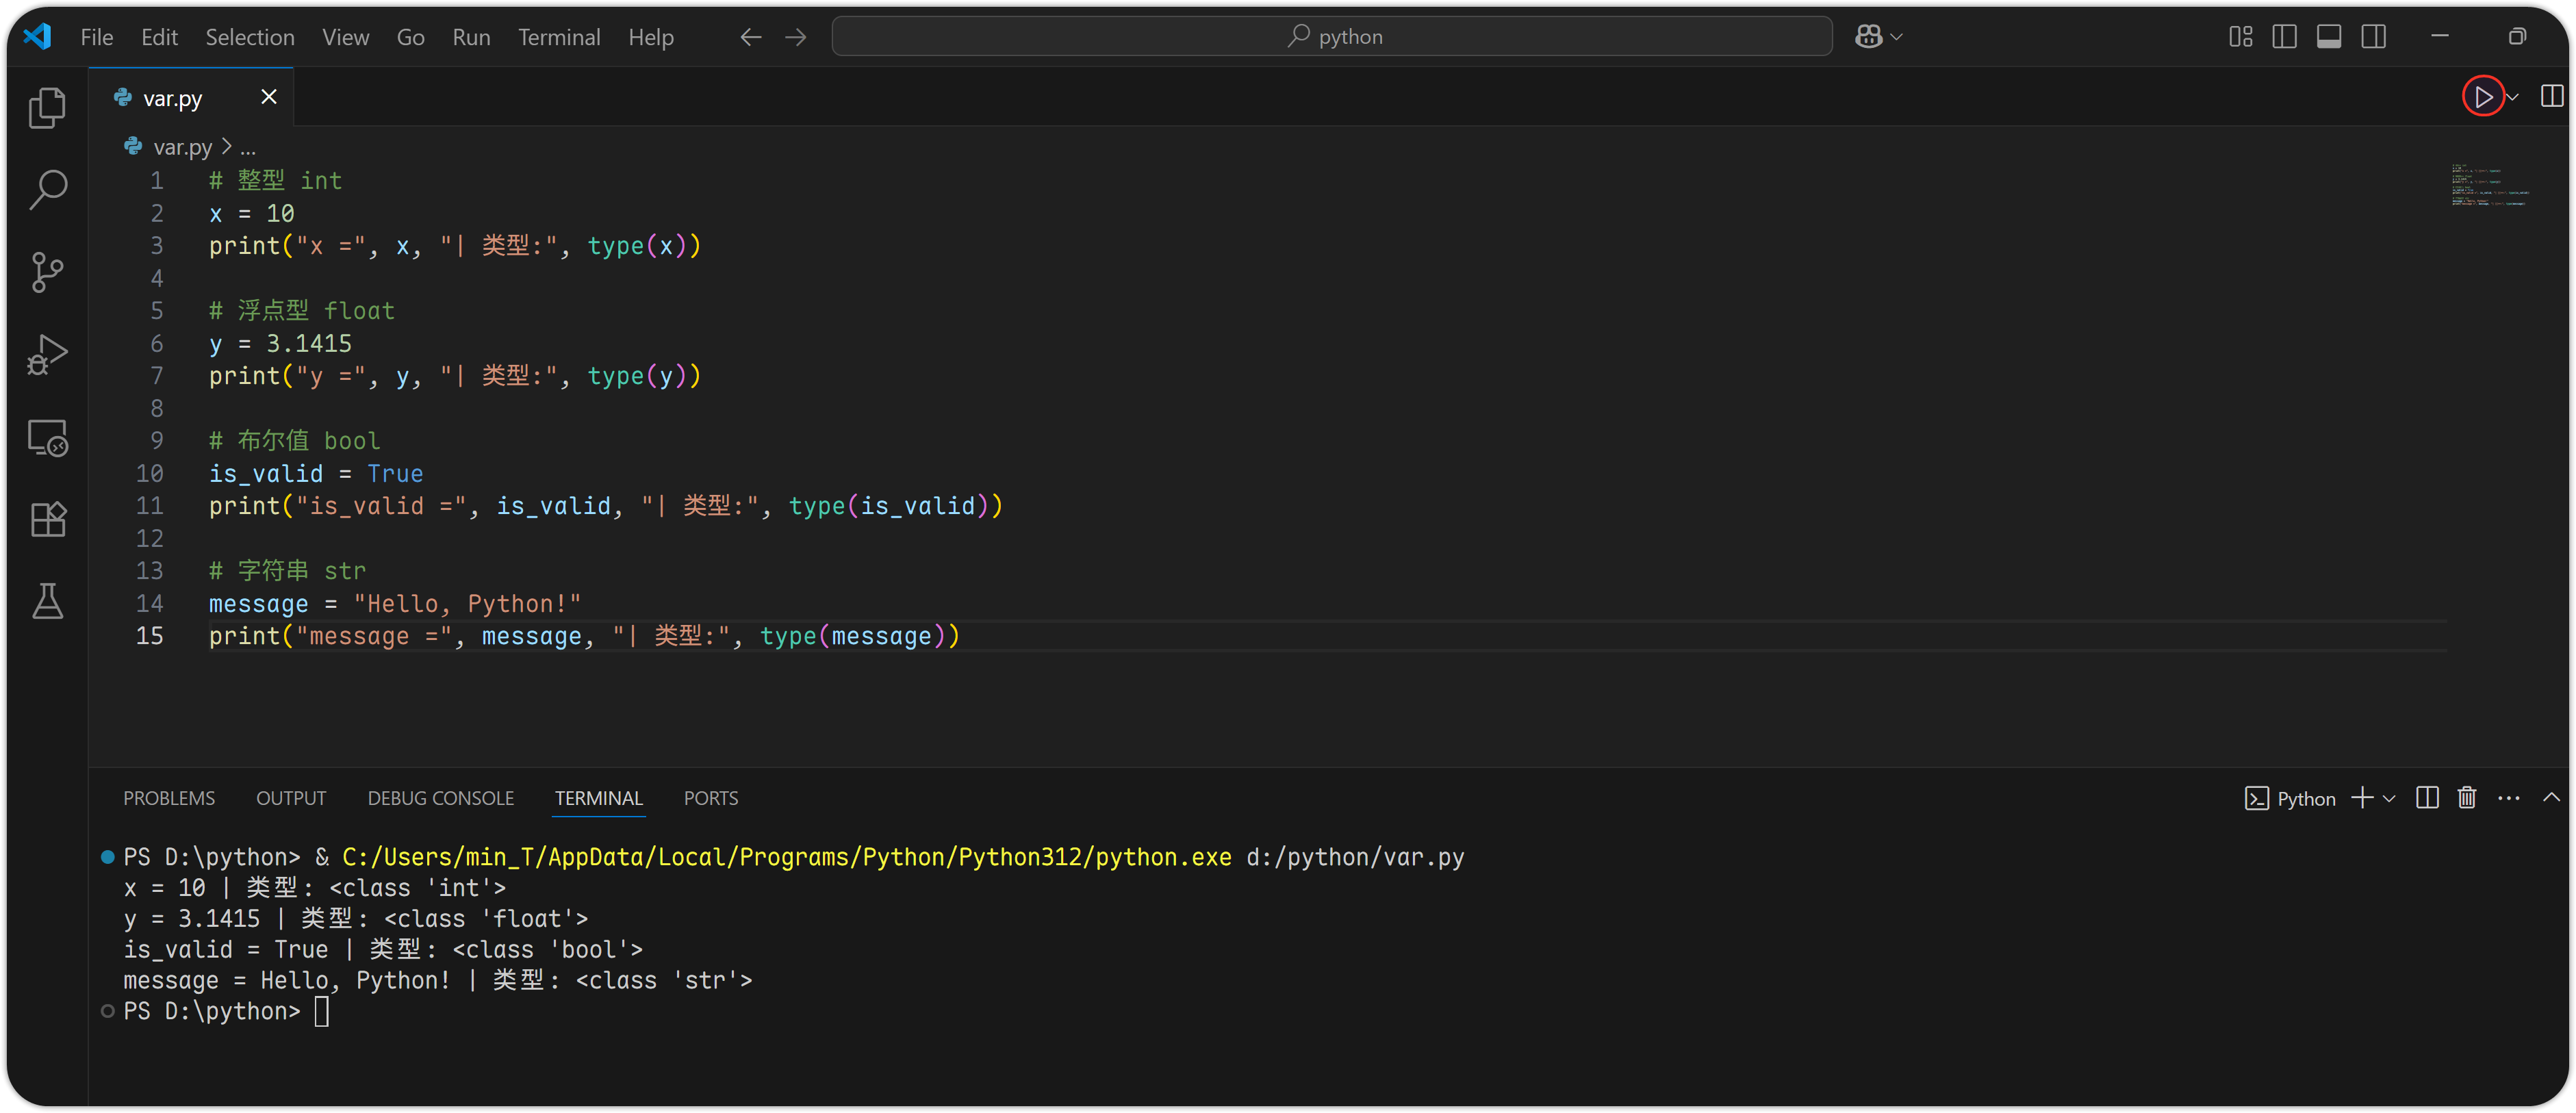 File Edit Selection View Go Run Terminal Help python
var.py
var.py > ...
1 # 整型 int
2 x = 10
3 print("x =", x, "| 类型:", type(x))
4
5 # 浮点型 float
6 y = 3.1415
7 print("y =", y, "| 类型:", type(y))
8
9 # 布尔值 bool
10 is_valid = True
11 print("is_valid =", is_valid, "| 类型:", type(is_valid))
12
13 # 字符串 str
14 message = "Hello, Python!"
15 print("message =", message, "| 类型:", type(message))
PROBLEMS OUTPUT DEBUG CONSOLE TERMINAL PORTS Python
PS D:\python> & C:/Users/min_T/AppData/Local/Programs/Python/Python312/python.exe d:/python/var.py
x = 10 | 类型: <class 'int'>
y = 3.1415 | 类型: <class 'float'>
is_valid = True | 类型: <class 'bool'>
message = Hello, Python! | 类型: <class 'str'>
PS D:\python>